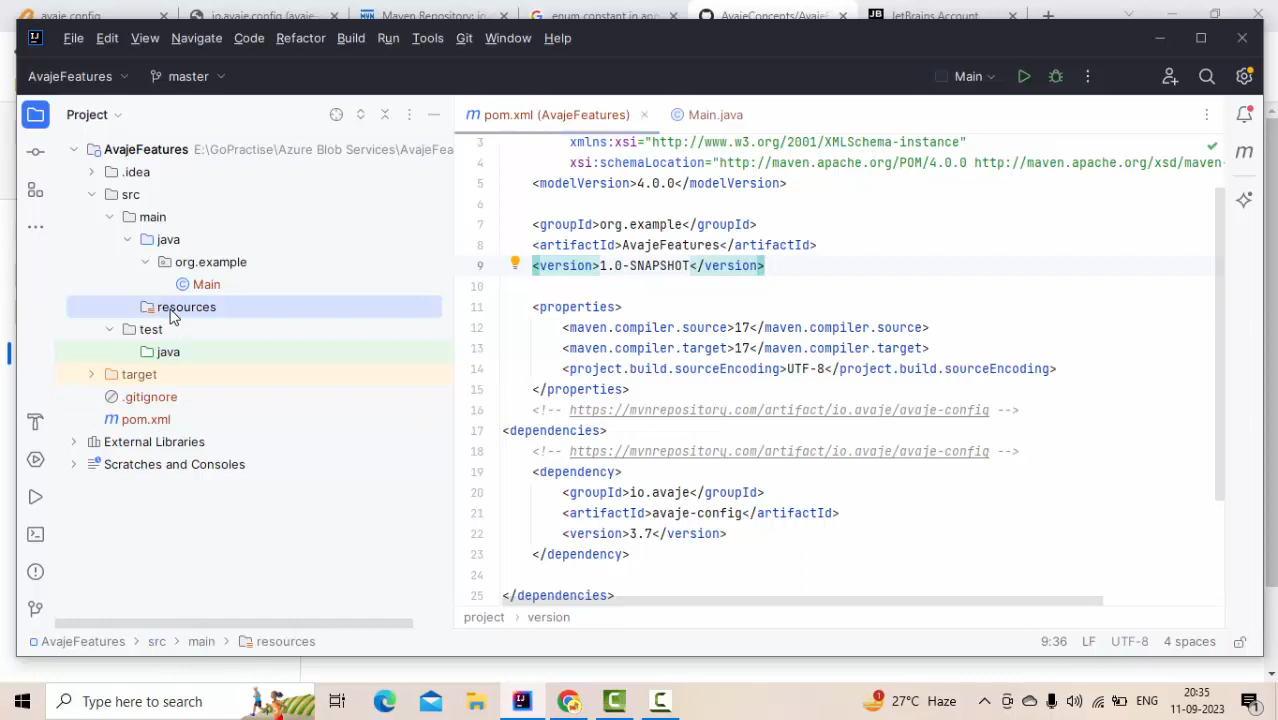 io.avaje.config (avaje
Maven Repository: io
enum constant in
AvajeConcepts/Avaje
JetBrains Account
File Edit View Navigate Code Refactor Build Run Tools Git Window Help
AvajeFeatures master Main
Project
pom.xml (AvajeFeatures) Main.java
AvajeFeatures E:\GoPractise\Azure Blob Services\AvajeFea
.idea
src
main
java
org.example
Main
resources
test
java
target
.gitignore
pom.xml
External Libraries
Scratches and Consoles
3 xmlns:xsi="http://www.w3.org/2001/XMLSchema-instance"
4 xsi:schemaLocation="http://maven.apache.org/POM/4.0.0 http://maven.apache.org/xsd/maven-
5 <modelVersion>4.0.0</modelVersion>
6
7 <groupId>org.example</groupId>
8 <artifactId>AvajeFeatures</artifactId>
9 <version>1.0-SNAPSHOT</version>
10
11 <properties>
12 <maven.compiler.source>17</maven.compiler.source>
13 <maven.compiler.target>17</maven.compiler.target>
14 <project.build.sourceEncoding>UTF-8</project.build.sourceEncoding>
15 </properties>
16 <!-- https://mvnrepository.com/artifact/io.avaje/avaje-config -->
17 <dependencies>
18 <!-- https://mvnrepository.com/artifact/io.avaje/avaje-config -->
19 <dependency>
20 <groupId>io.avaje</groupId>
21 <artifactId>avaje-config</artifactId>
22 <version>3.7</version>
23 </dependency>
24
25 </dependencies>
project > version
AvajeFeatures > src > main > resources
9:36 LF UTF-8 4 spaces
Type here to search
27°C Haze
ENG
20:35
11-09-2023